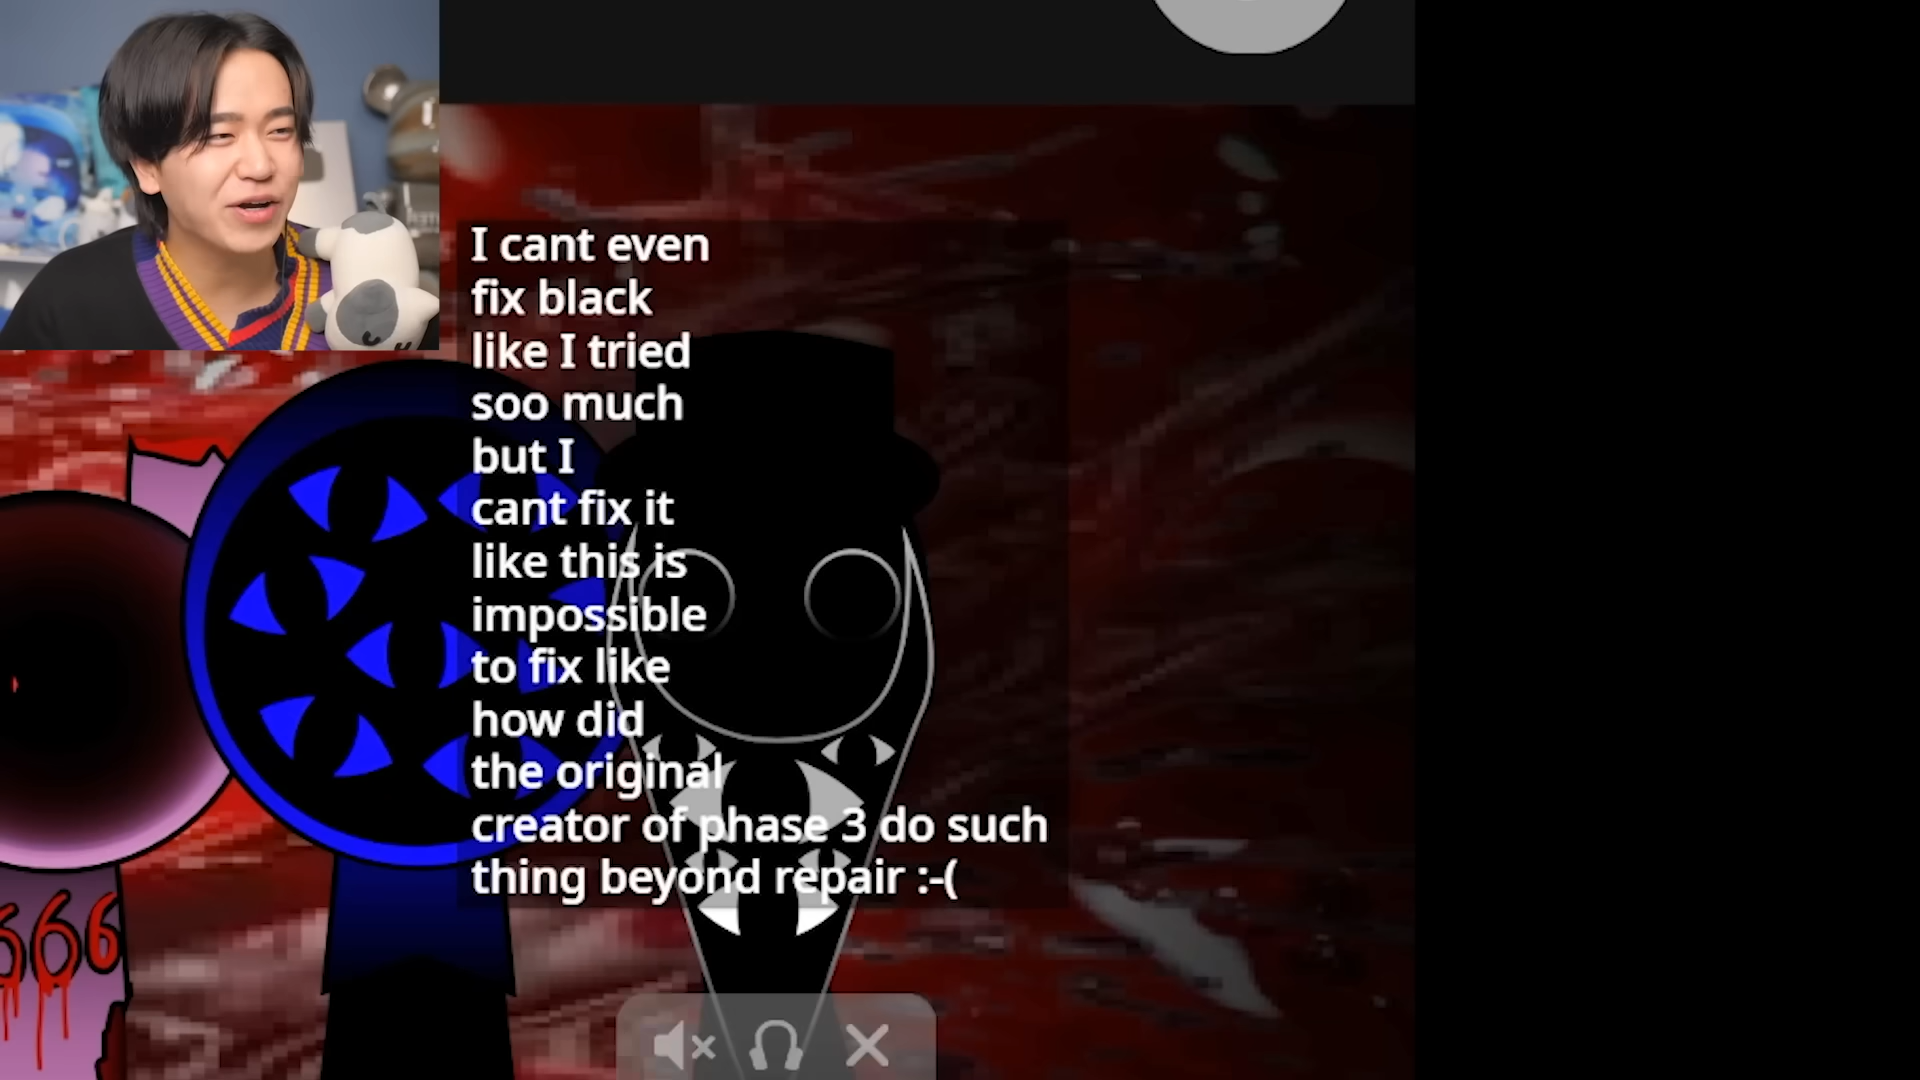 I cant even
fix black
like I tried
soo much
but I
cant fix it
like this is
impossible
to fix like
how did
the original
creator of phase 3 do such
thing beyond repair :-(
666